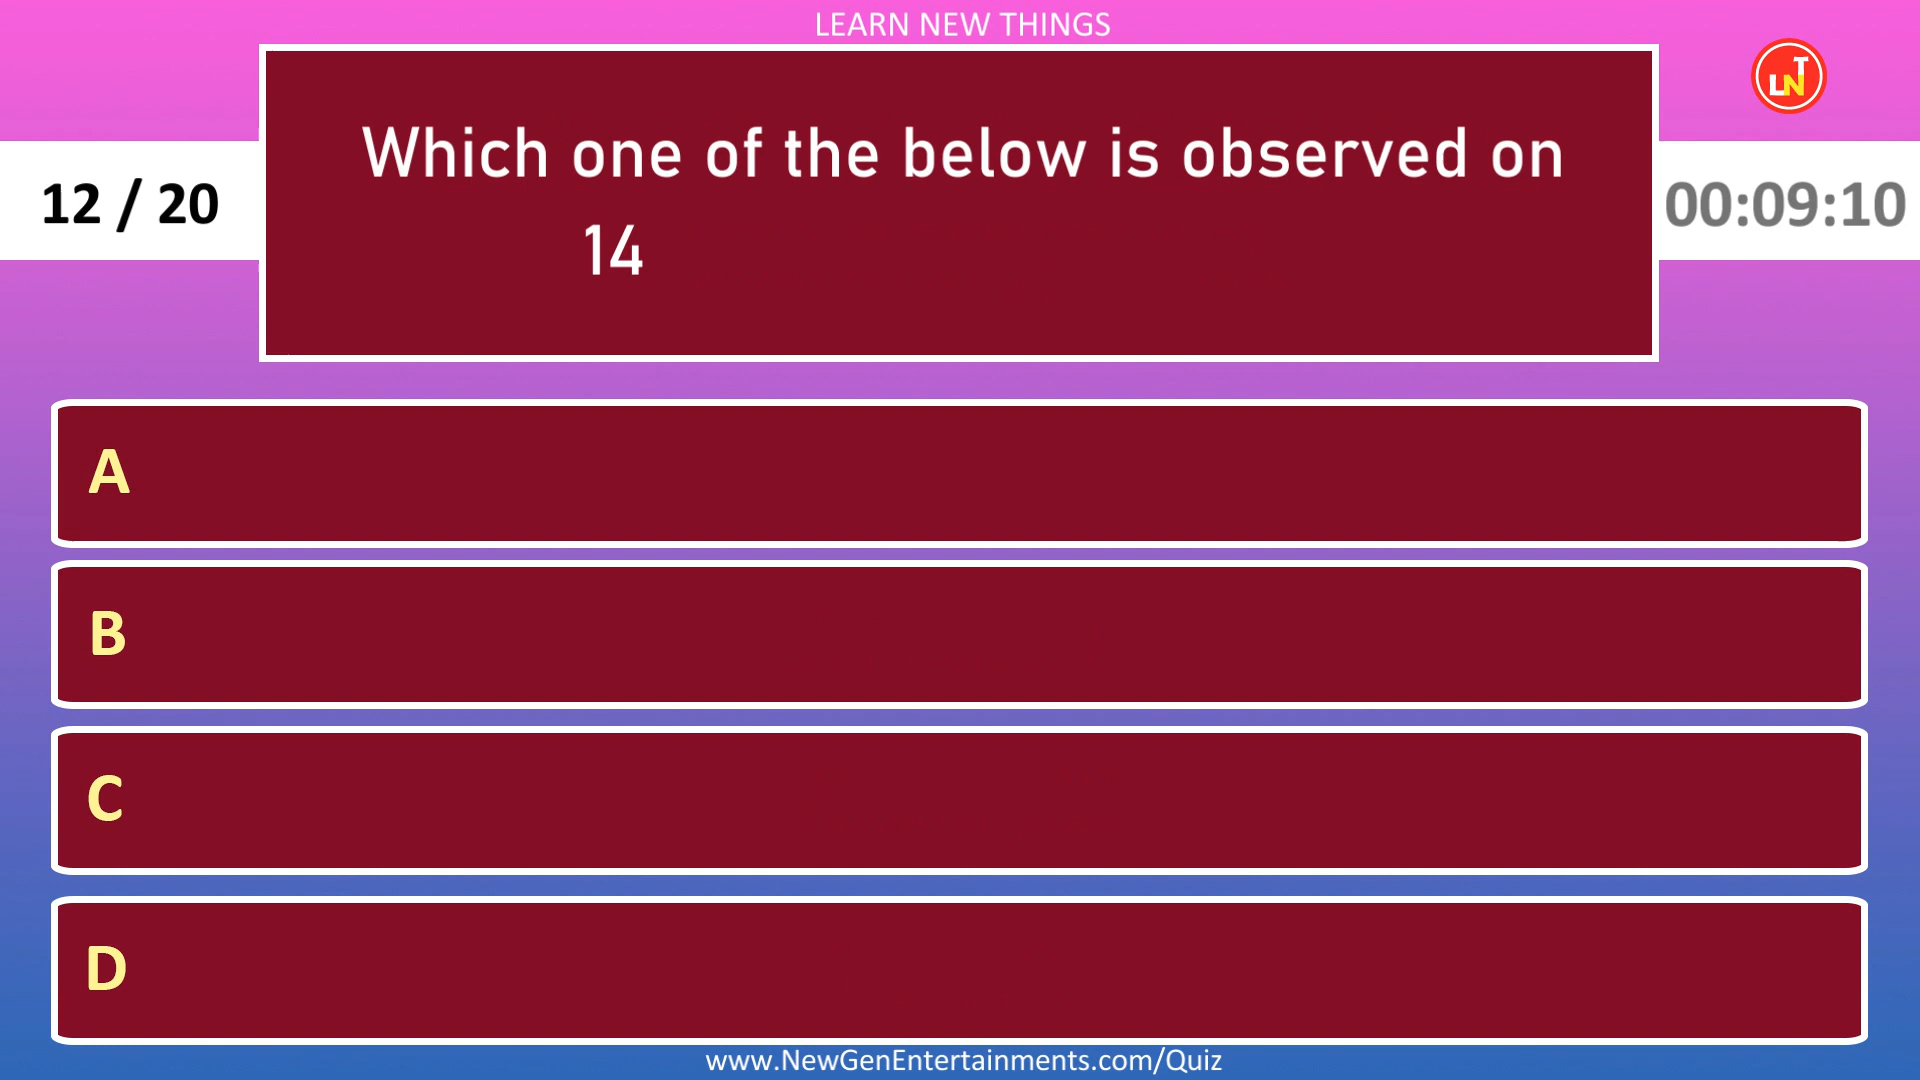 LEARN NEW THINGS
LNT
Which one of the below is observed on
14
12 / 20
00:09:10
A
B
C
D
www.NewGenEntertainments.com/Quiz